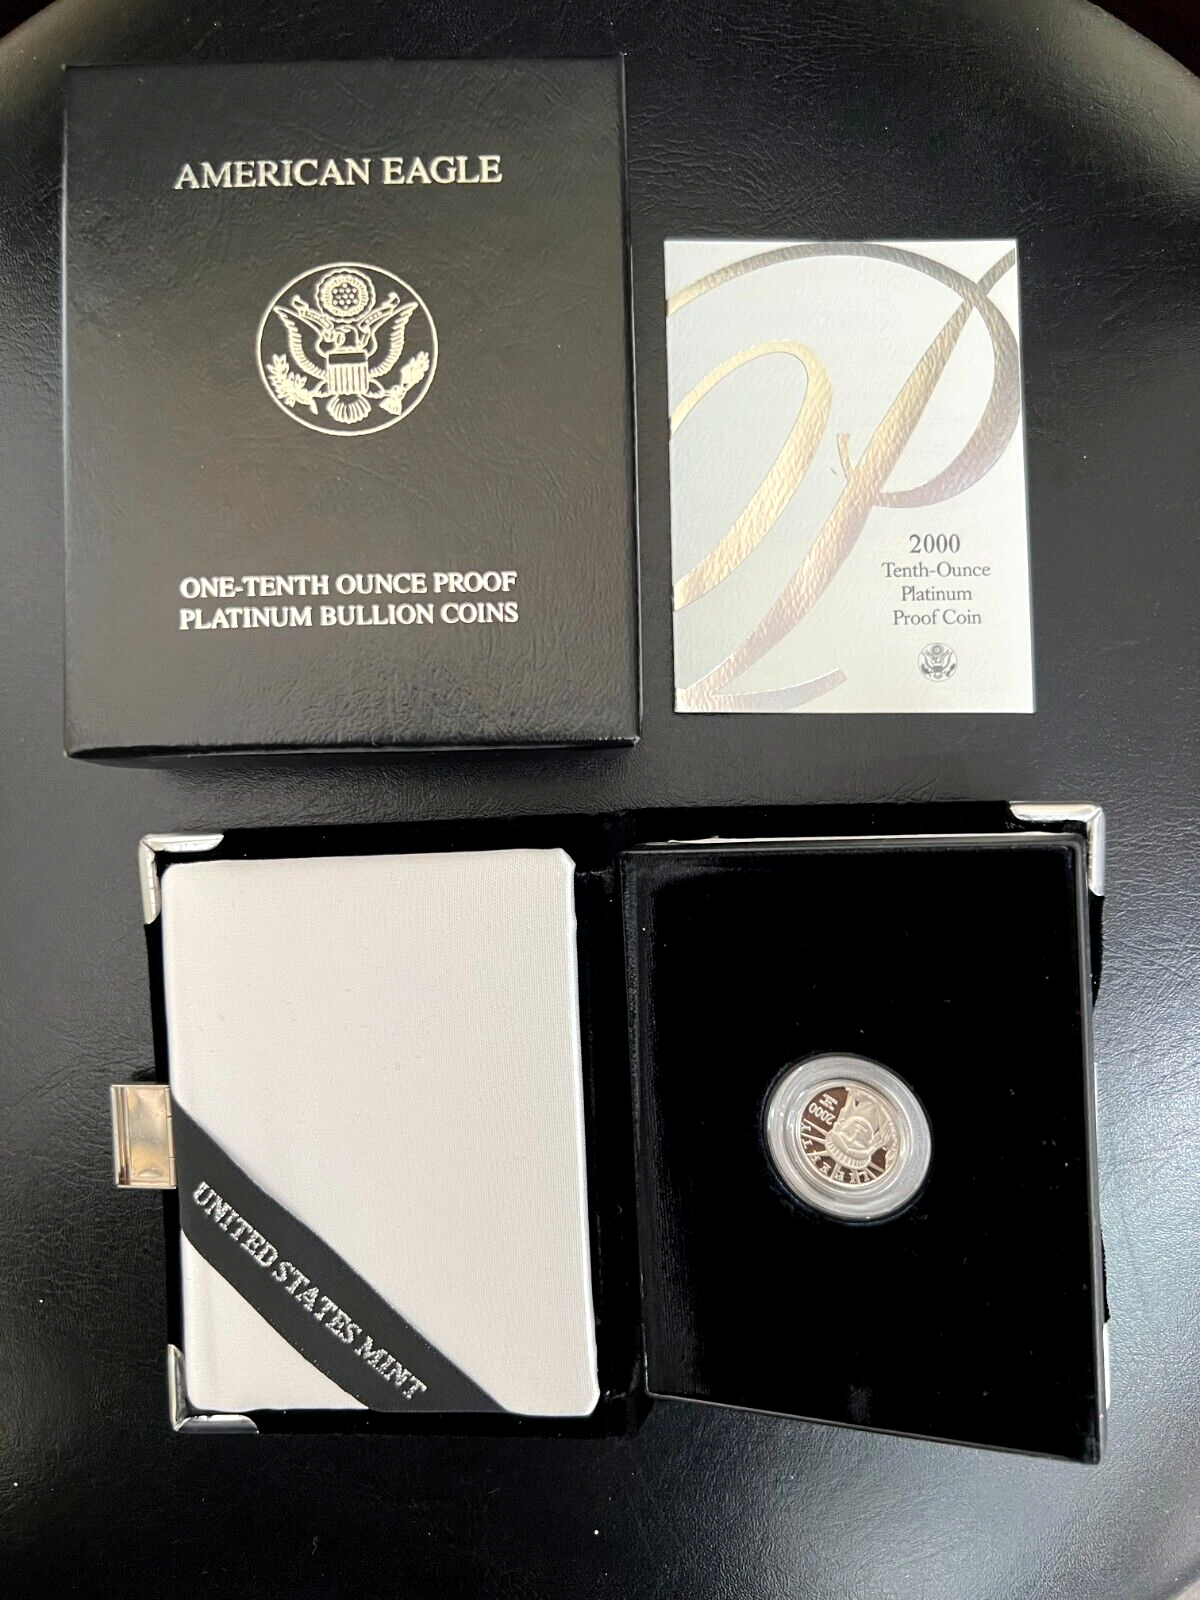 AMERICAN EAGLE
ONE-TENTH OUNCE PROOF
PLATINUM BULLION COINS
2000
Tenth-Ounce
Platinum
Proof Coin
UNITED STATES MINT
2000